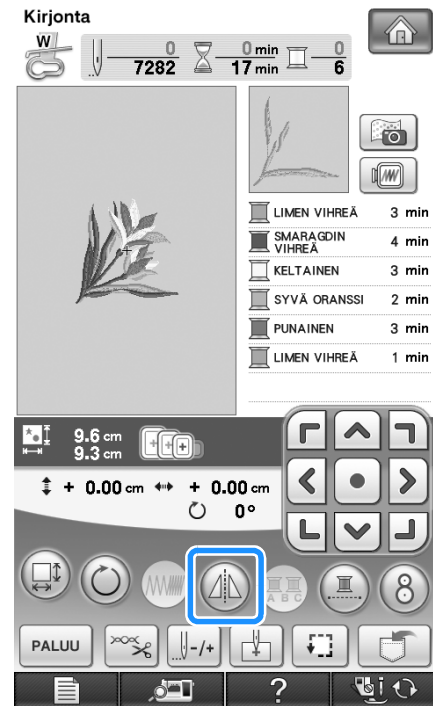 Kirjonta
W
0
7282
0 min
17 min
0
6
LIMEN VIHREÄ 3 min
SMARAGDIN VIHREÄ 4 min
KELTAINEN 3 min
SYVÄ ORANSSI 2 min
PUNAINEN 3 min
LIMEN VIHREÄ 1 min
9.6 cm
9.3 cm
+ 0.00 cm + 0.00 cm
0°
A B C
8
PALUU
-/+
?